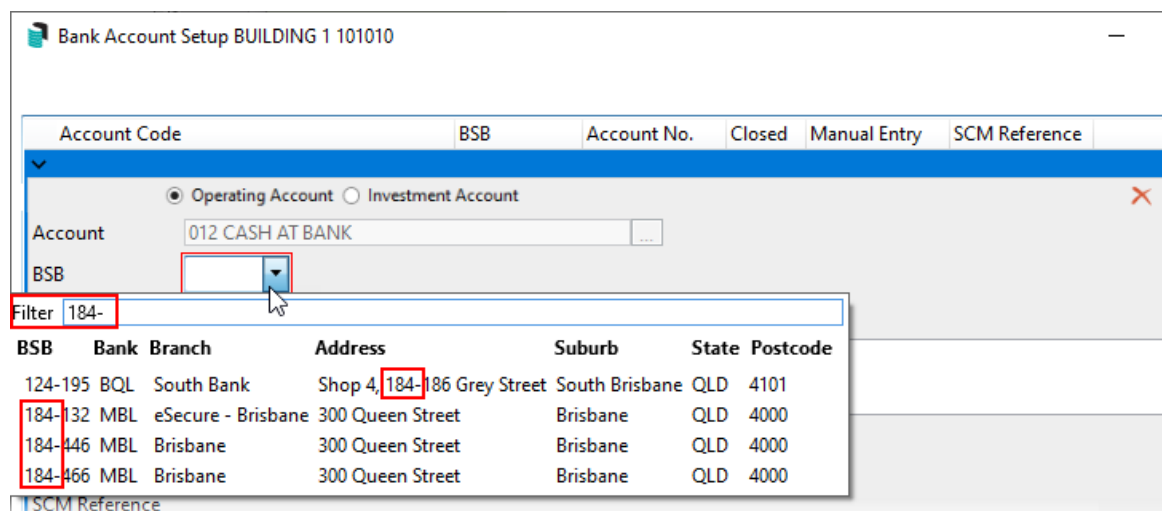 Bank Account Setup BUILDING 1 101010
Account Code BSB Account No. Closed Manual Entry SCM Reference
Operating Account Investment Account
Account 012 CASH AT BANK ...
BSB
Filter 184-
BSB Bank Branch Address Suburb State Postcode
124-195 BQL South Bank Shop 4, 184-186 Grey Street South Brisbane QLD 4101
184-132 MBL eSecure - Brisbane 300 Queen Street Brisbane QLD 4000
184-446 MBL Brisbane 300 Queen Street Brisbane QLD 4000
184-466 MBL Brisbane 300 Queen Street Brisbane QLD 4000
SCM Reference